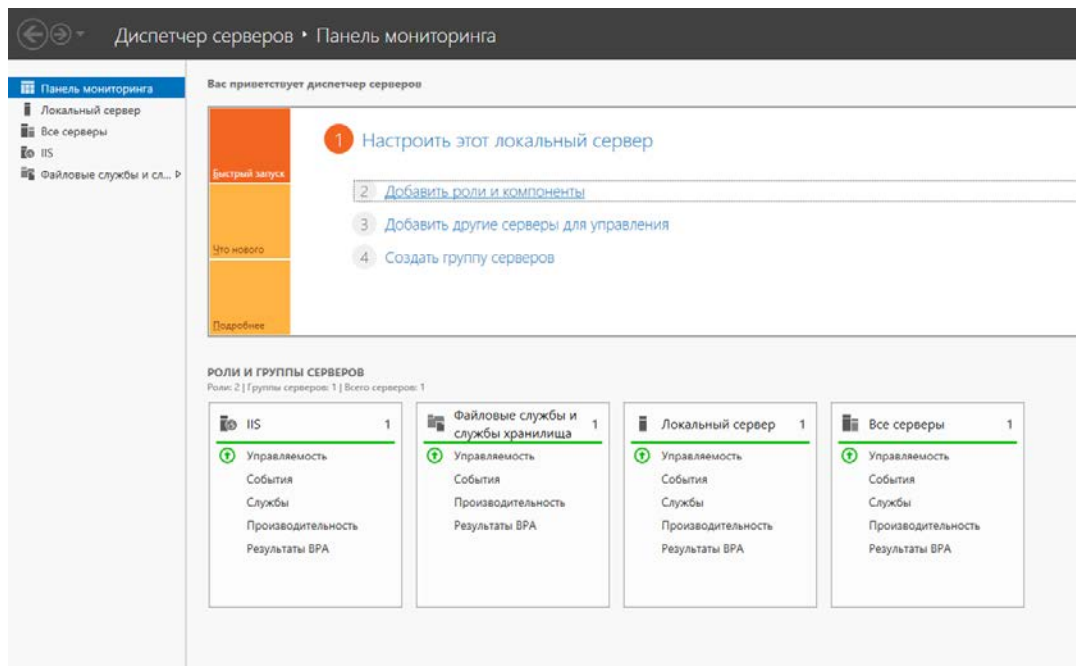 Диспетчер серверов • Панель мониторинга
Панель мониторинга
Локальный сервер
Все серверы
IIS
Файловые службы и сл...
Вас приветствует диспетчер серверов
Быстрый запуск
Что нового
Подробнее
1 Настроить этот локальный сервер
2 Добавить роли и компоненты
3 Добавить другие серверы для управления
4 Создать группу серверов
РОЛИ И ГРУППЫ СЕРВЕРОВ
Роли: 2 | Группы серверов: 1 | Всего серверов: 1
IIS 1
Управляемость
События
Службы
Производительность
Результаты BPA
Файловые службы и
службы хранилища 1
Управляемость
События
Производительность
Результаты BPA
Локальный сервер 1
Управляемость
События
Службы
Производительность
Результаты BPA
Все серверы 1
Управляемость
События
Службы
Производительность
Результаты BPA